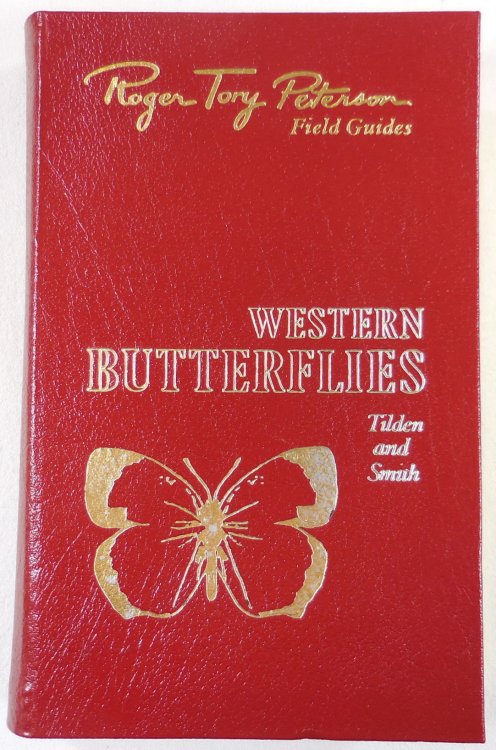 Roger Tory Peterson
Field Guides
WESTERN
BUTTERFLIES
Tilden
and
Smith